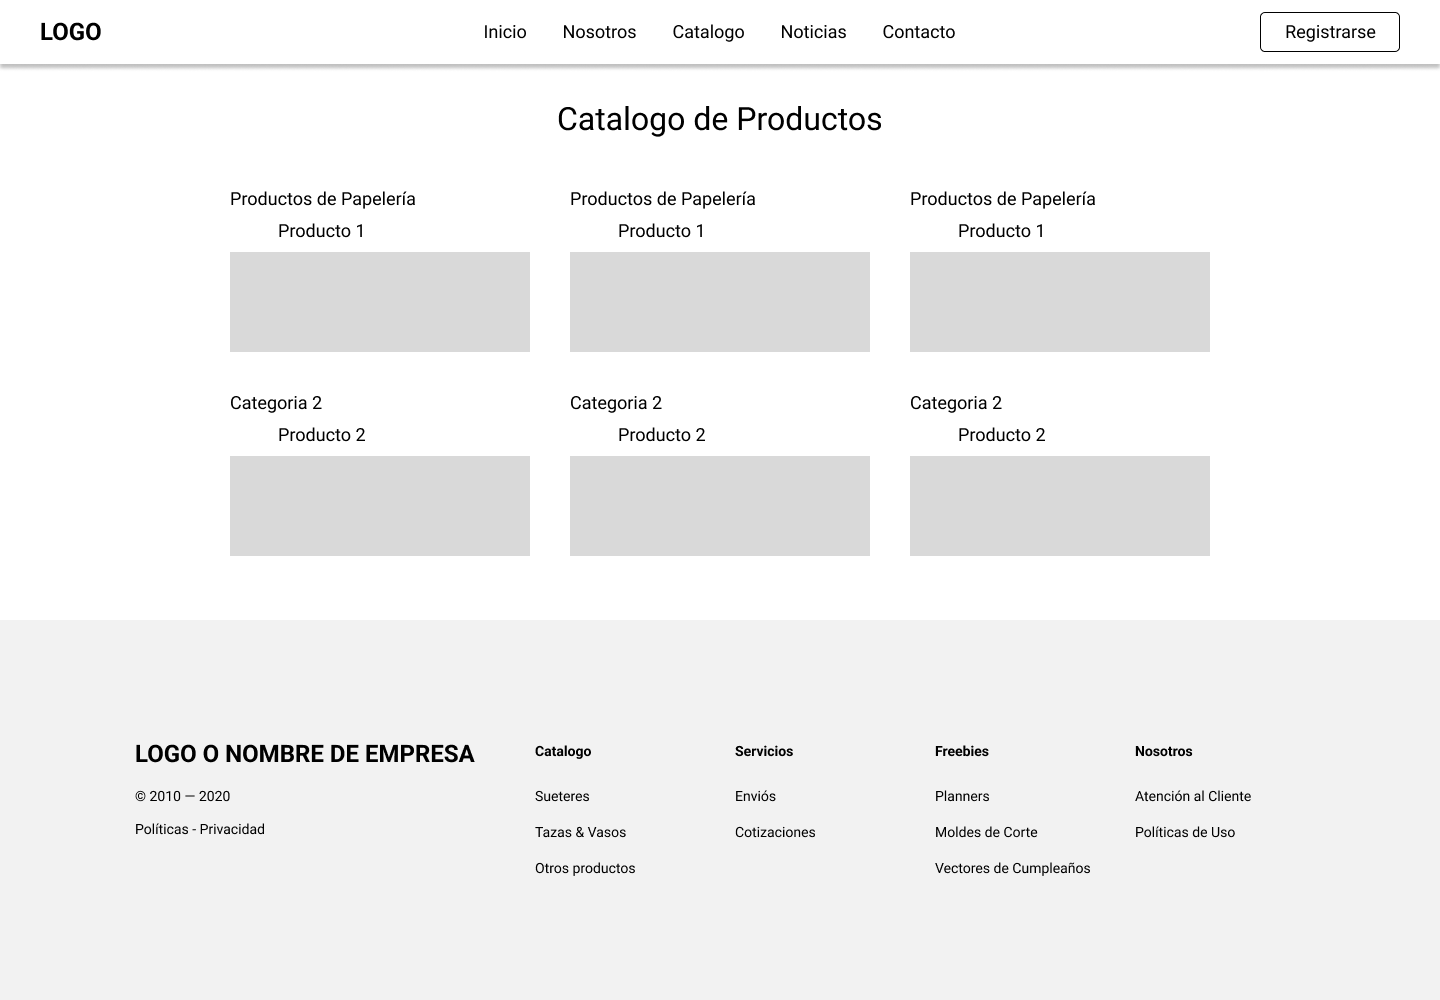 LOGO
Inicio Nosotros Catalogo Noticias Contacto
Registrarse
Catalogo de Productos
Productos de Papelería
Producto 1
Productos de Papelería
Producto 1
Productos de Papelería
Producto 1
Categoria 2
Producto 2
Categoria 2
Producto 2
Categoria 2
Producto 2
LOGO O NOMBRE DE EMPRESA
© 2010 — 2020
Políticas - Privacidad
Catalogo
Sueteres
Tazas & Vasos
Otros productos
Servicios
Enviós
Cotizaciones
Freebies
Planners
Moldes de Corte
Vectores de Cumpleaños
Nosotros
Atención al Cliente
Políticas de Uso